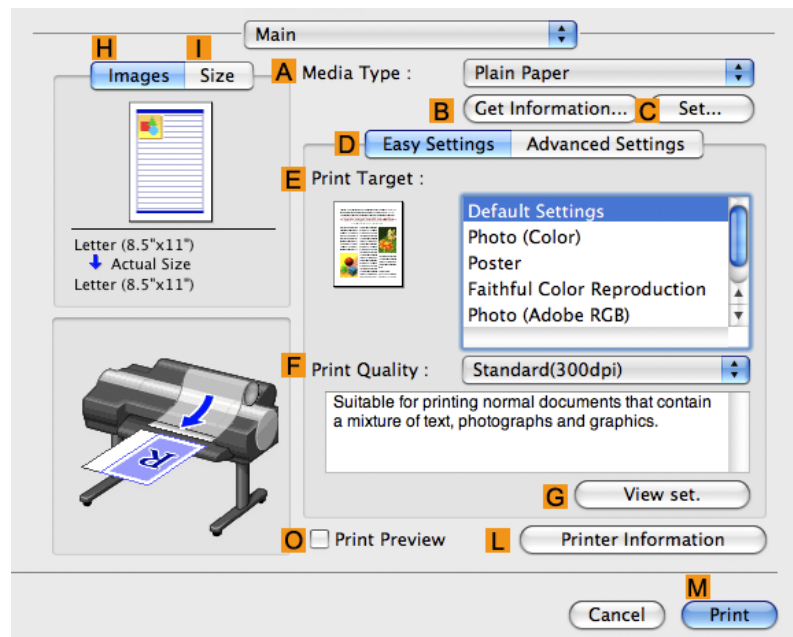 Main
H I
Images Size
A Media Type : Plain Paper
B Get Information... C Set...
D Easy Settings Advanced Settings
E Print Target :
Default Settings
Photo (Color)
Poster
Faithful Color Reproduction
Photo (Adobe RGB)
Letter (8.5"x11")
Actual Size
Letter (8.5"x11")
F Print Quality : Standard(300dpi)
Suitable for printing normal documents that contain
a mixture of text, photographs and graphics.
R
G View set.
O Print Preview L Printer Information
M
Cancel Print